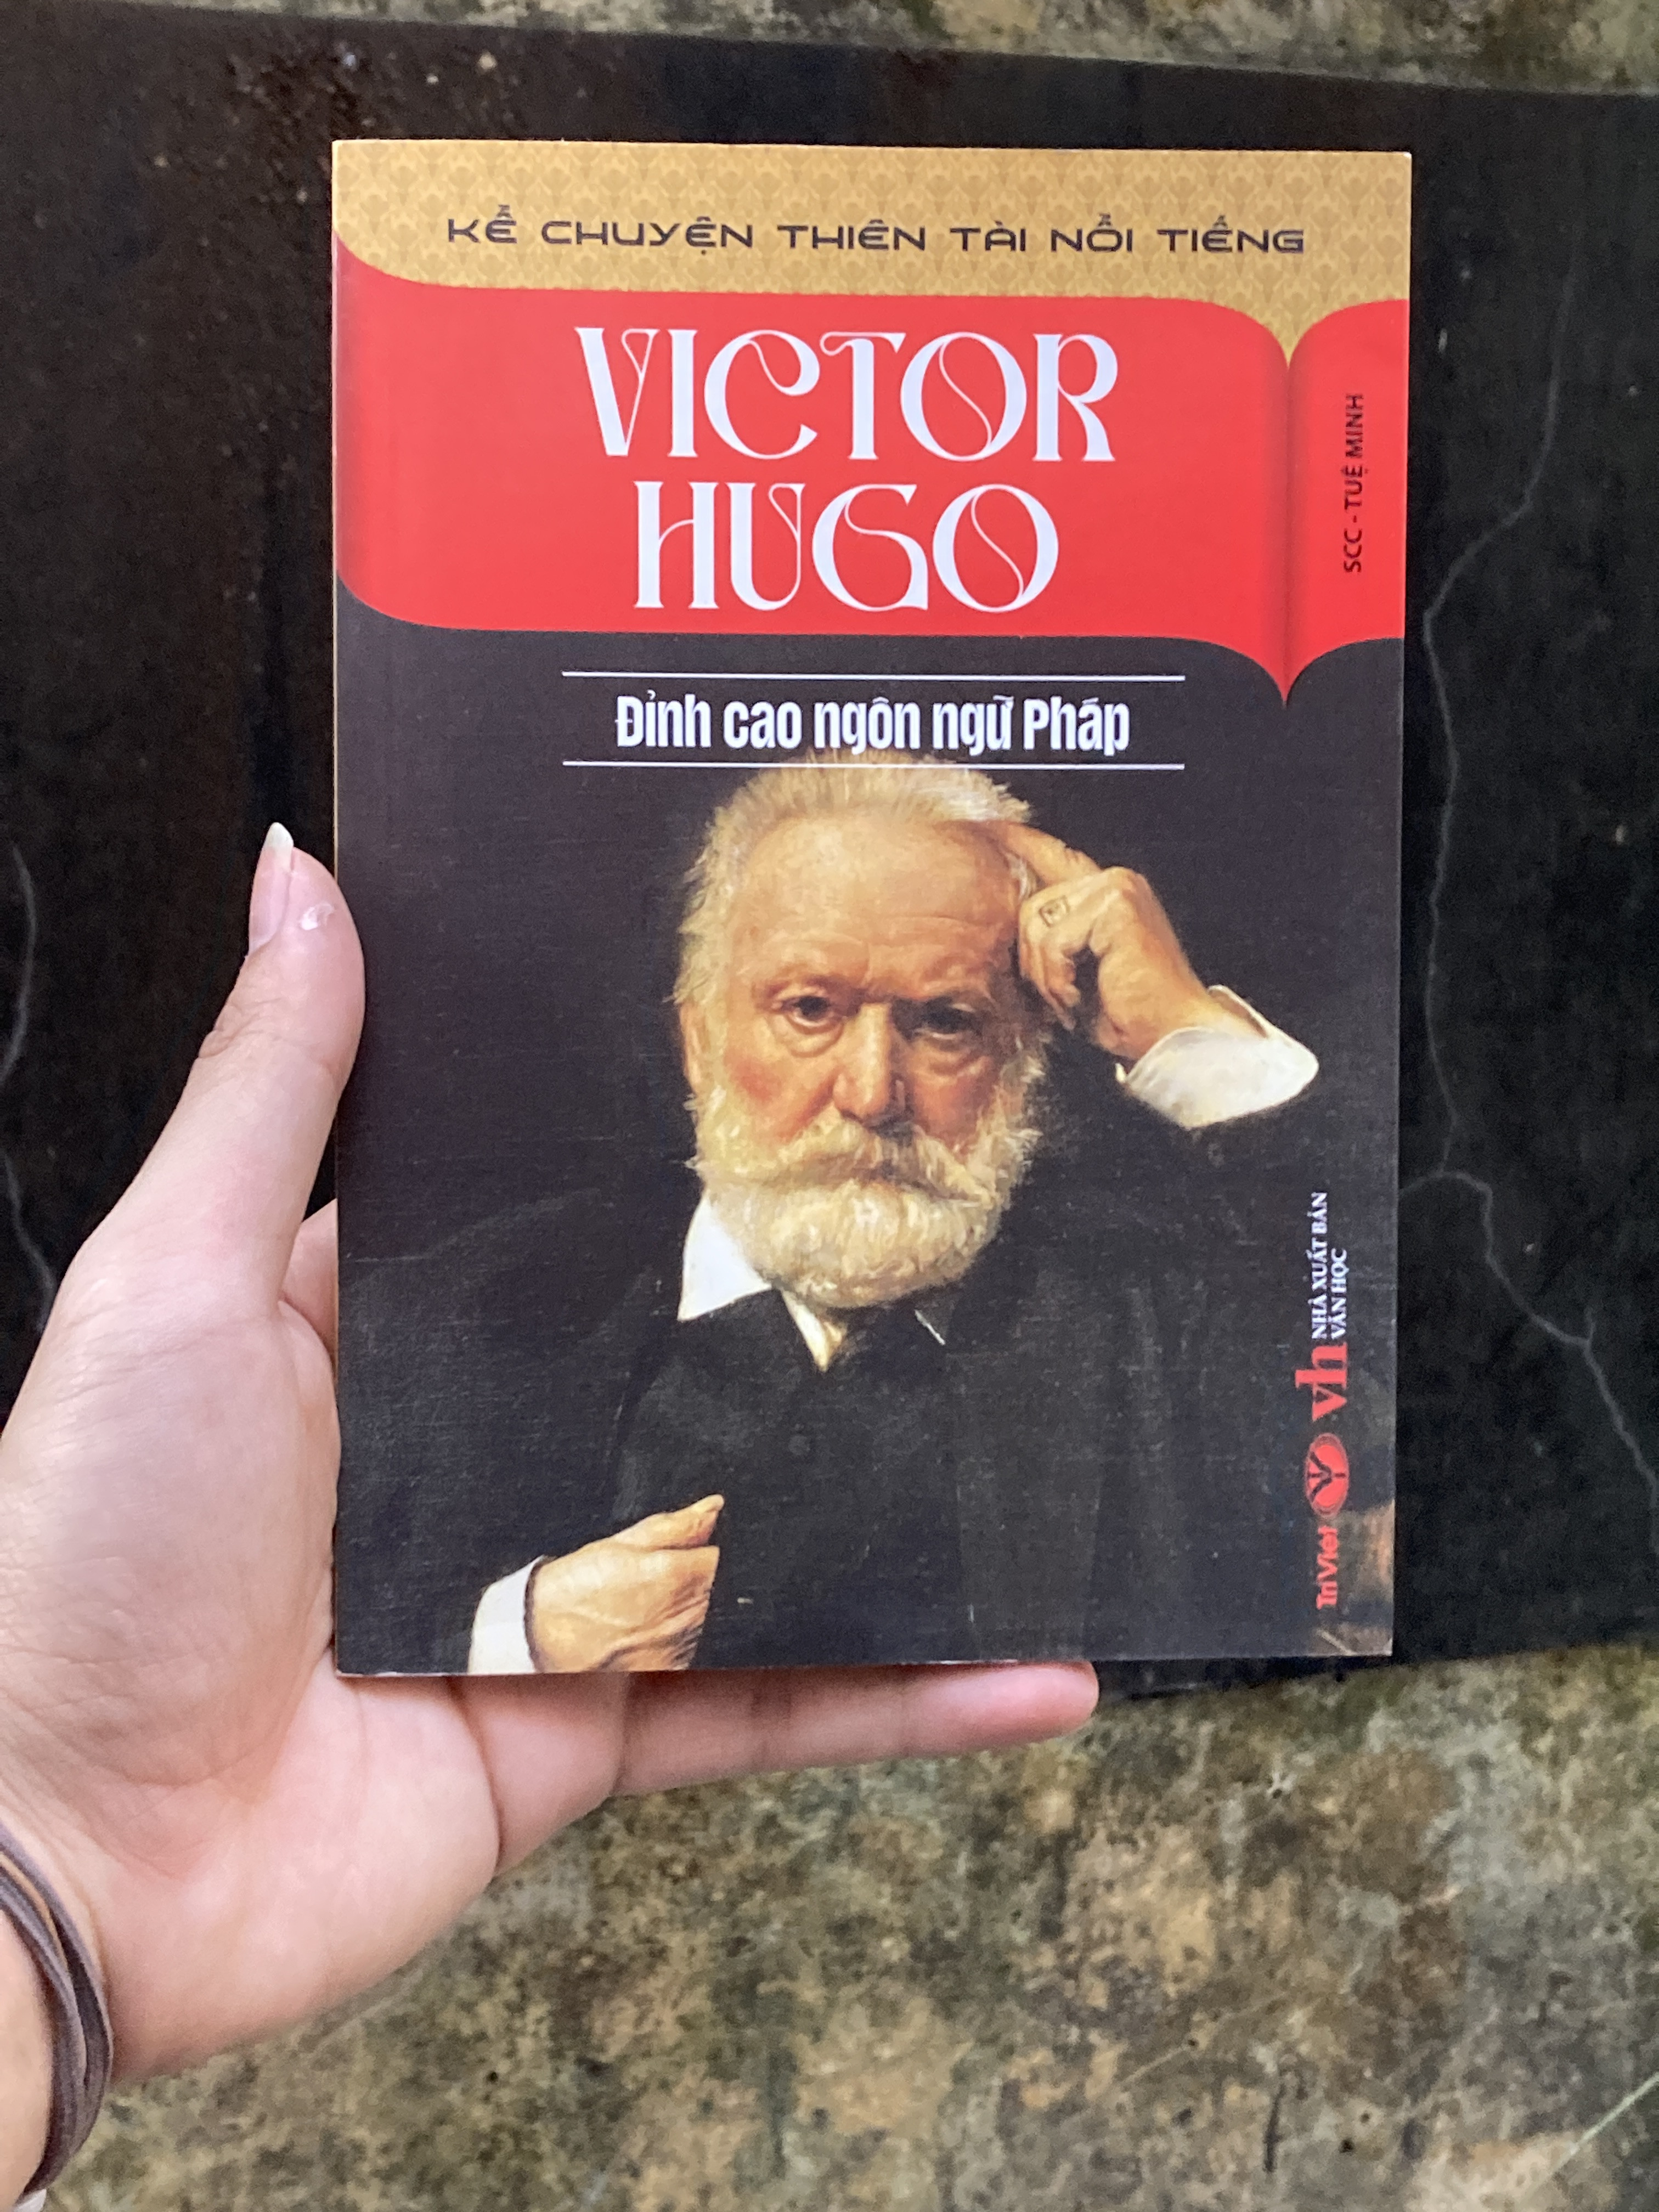 KỂ CHUYỆN THIÊN TÀI NỔI TIẾNG
VICTOR
HUGO
SCC - TUỆ MINH
Đỉnh cao ngôn ngữ Pháp
NHÀ XUẤT BẢN
VĂN HỌC
vh
TriViet